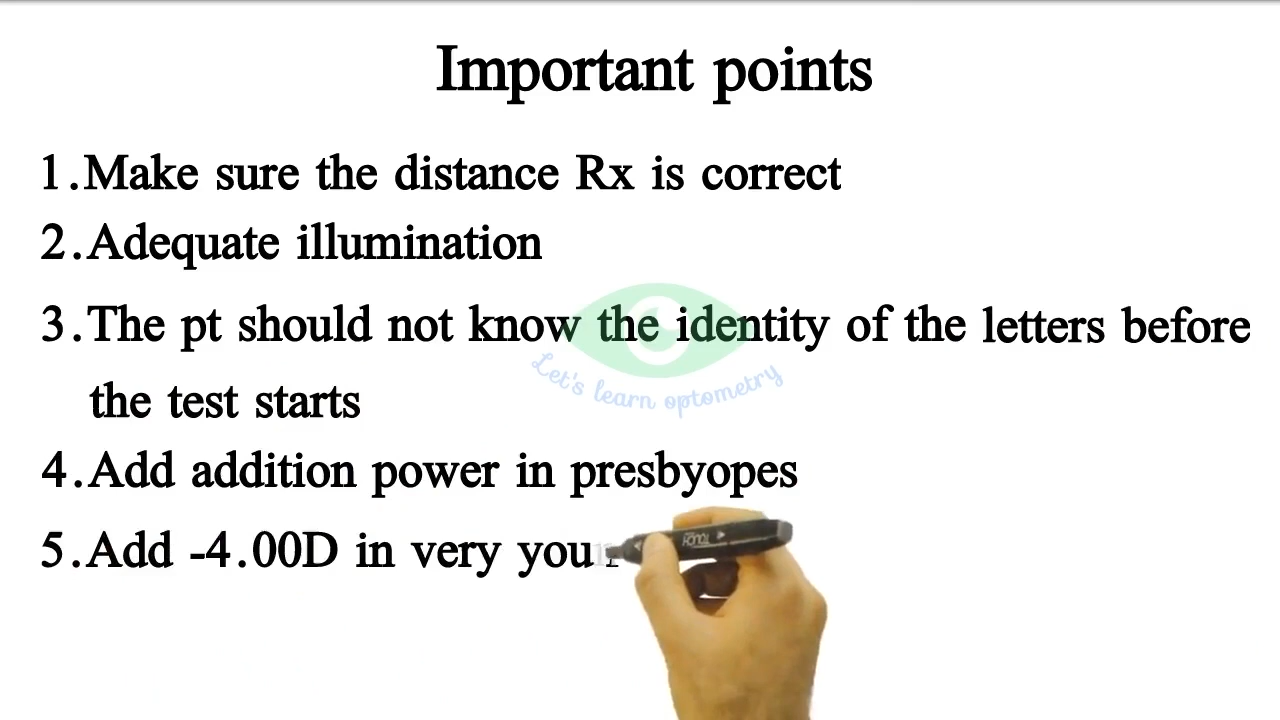 Important points
1.Make sure the distance Rx is correct
2.Adequate illumination
3.The pt should not know the identity of the letters before
the test starts
Let's learn optometry
4.Add addition power in presbyopes
5.Add -4.00D in very you